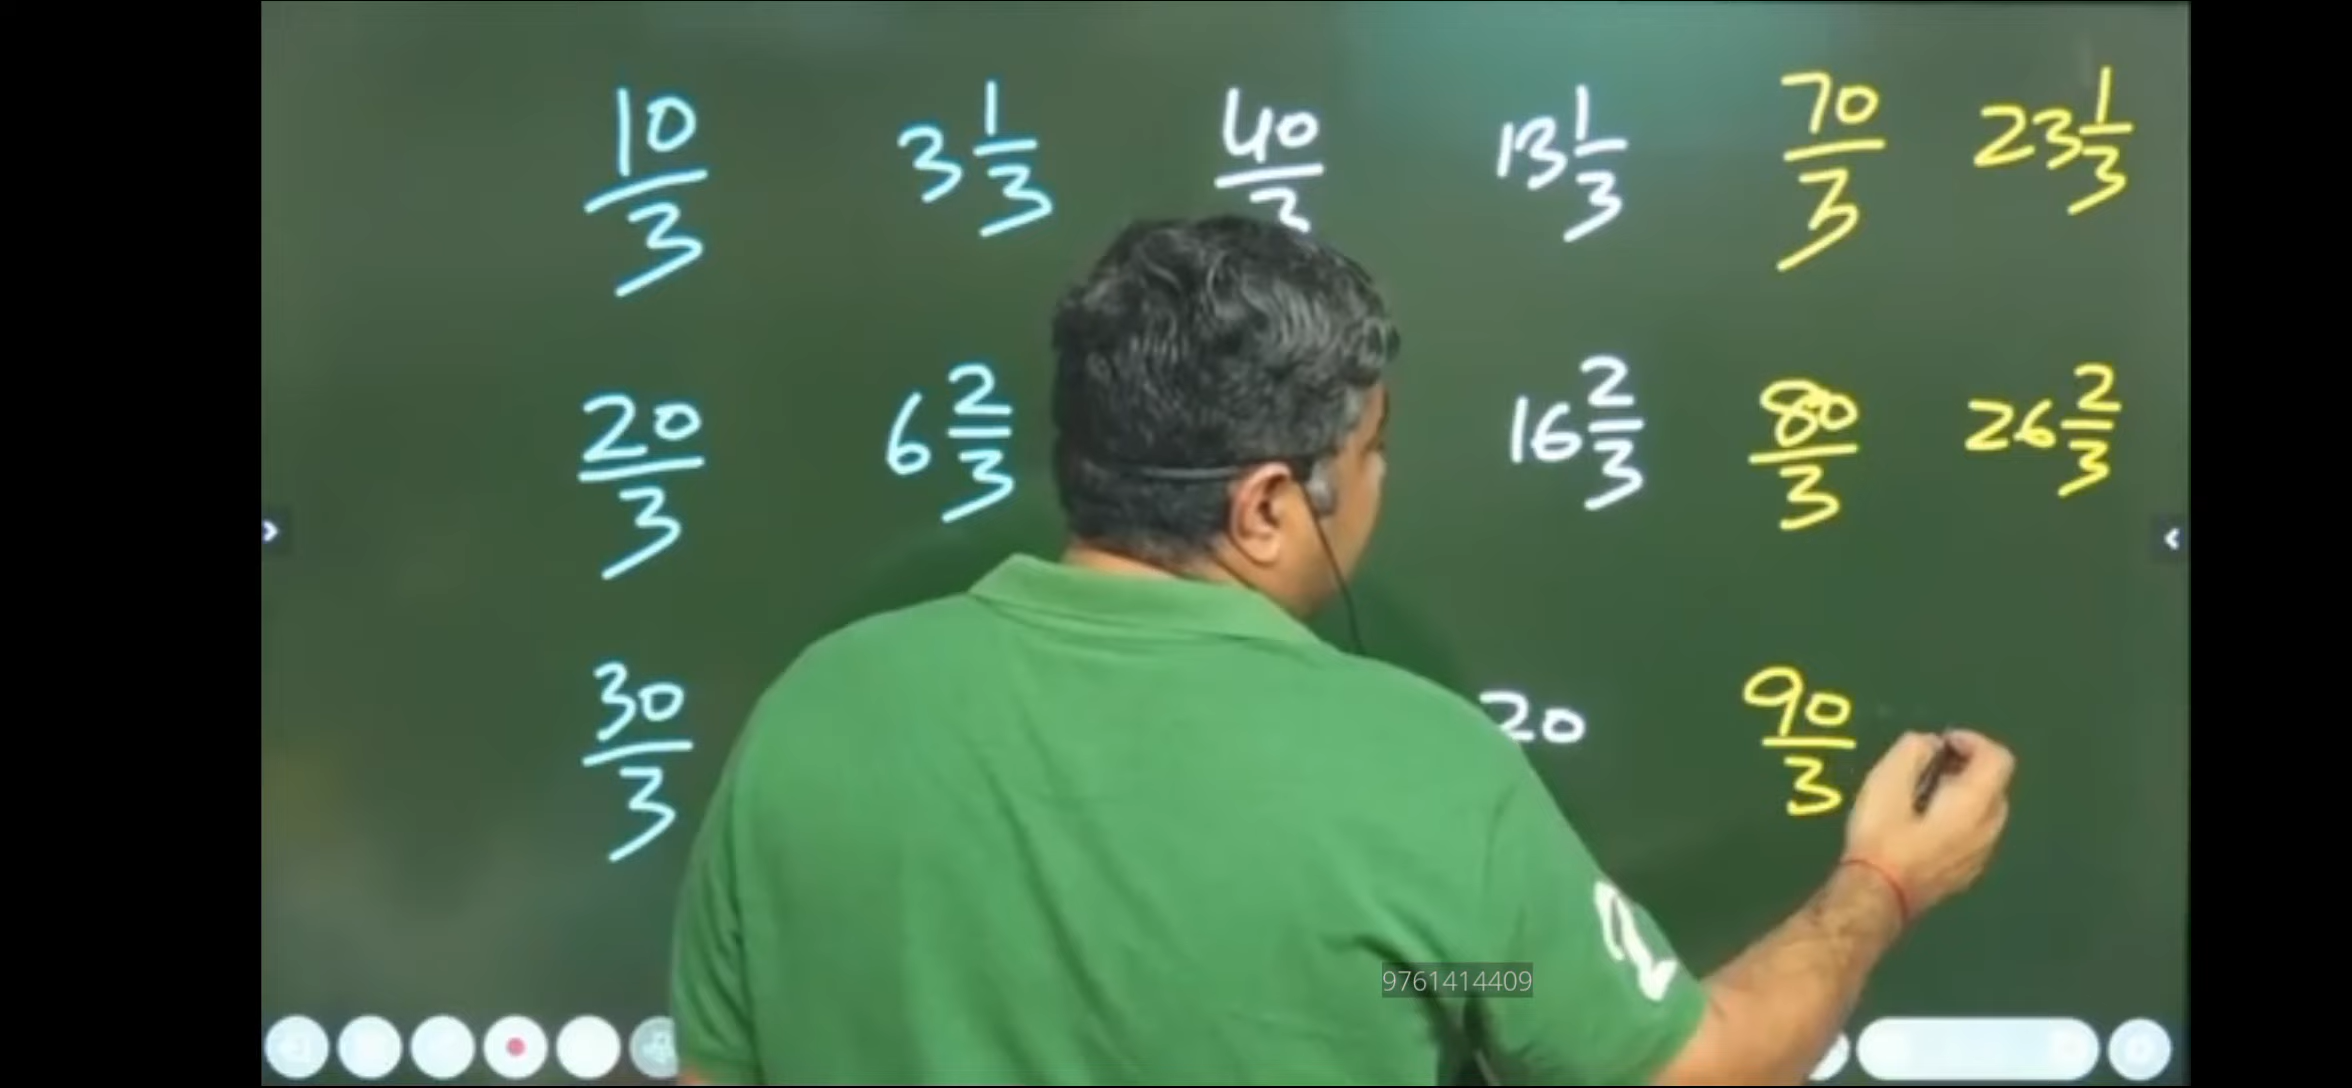 10/3 3 1/3 40/ 13 1/3 70/3 23 1/3
20/3 6 2/3 16 2/3 80/3 26 2/3
30/3 20 90/3
9761414409